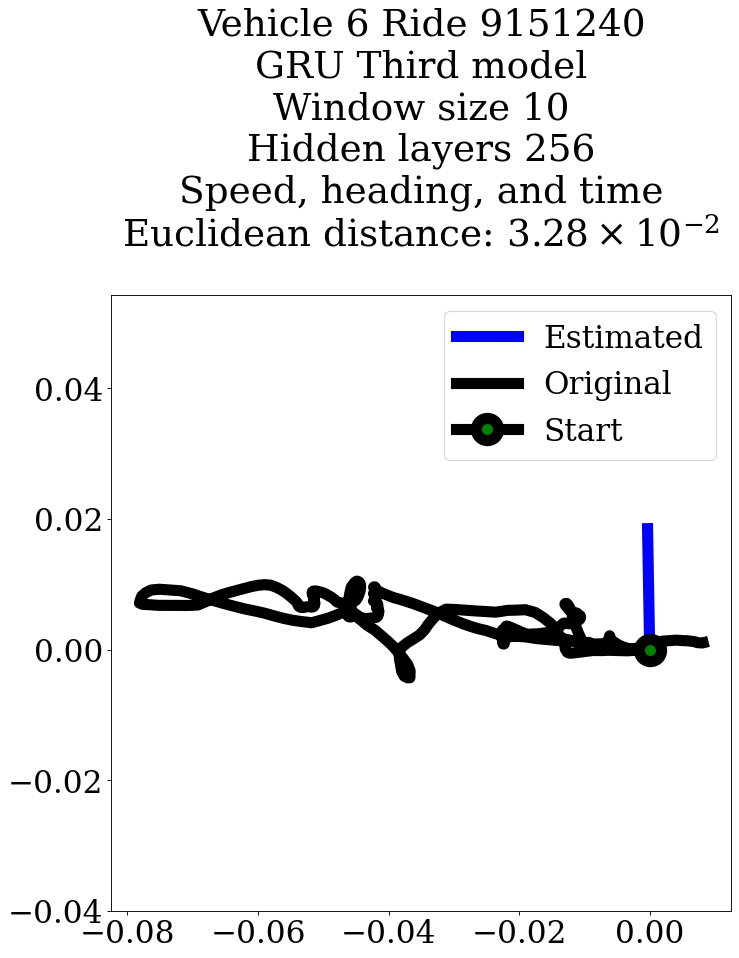 Vehicle 6 Ride 9151240
GRU Third model
Window size 10
Hidden layers 256
Speed, heading, and time
Euclidean distance: 3.28 × 10⁻²
Estimated
Original
Start
0.04
0.02
0.00
−0.02
−0.04
−0.08
−0.06
−0.04
−0.02
0.00